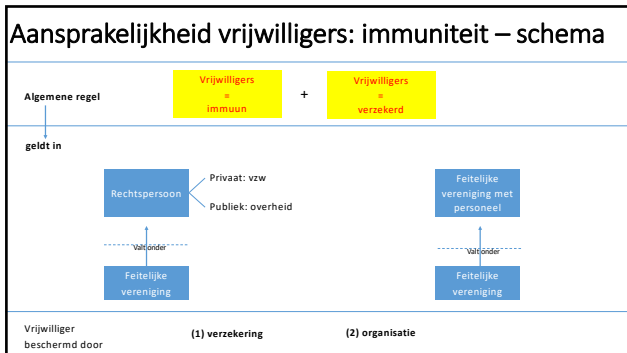 Aansprakelijkheid vrijwilligers: immuniteit – schema
Algemene regel
Vrijwilligers
=
immuun
+
Vrijwilligers
=
verzekerd
geldt in
Rechtspersoon
Privaat: vzw
Publiek: overheid
Feitelijke
vereniging met
personeel
Valt onder
Valt onder
Feitelijke
vereniging
Feitelijke
vereniging
Vrijwilliger
beschermd door
(1) verzekering
(2) organisatie